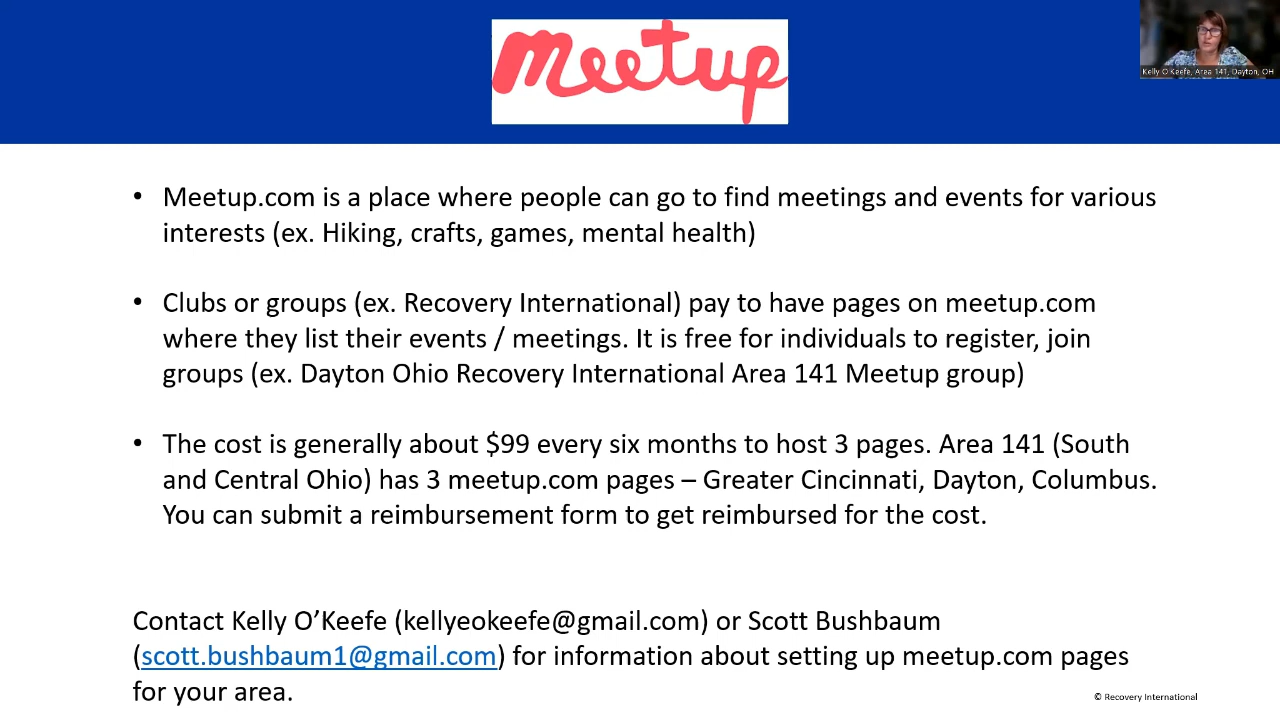 meetup
Kelly O'Keefe, Area 141, Dayton, OH
• Meetup.com is a place where people can go to find meetings and events for various
interests (ex. Hiking, crafts, games, mental health)
• Clubs or groups (ex. Recovery International) pay to have pages on meetup.com
where they list their events / meetings. It is free for individuals to register, join
groups (ex. Dayton Ohio Recovery International Area 141 Meetup group)
• The cost is generally about $99 every six months to host 3 pages. Area 141 (South
and Central Ohio) has 3 meetup.com pages – Greater Cincinnati, Dayton, Columbus.
You can submit a reimbursement form to get reimbursed for the cost.
Contact Kelly O’Keefe (kellyeokeefe@gmail.com) or Scott Bushbaum
(scott.bushbaum1@gmail.com) for information about setting up meetup.com pages
for your area.
© Recovery International